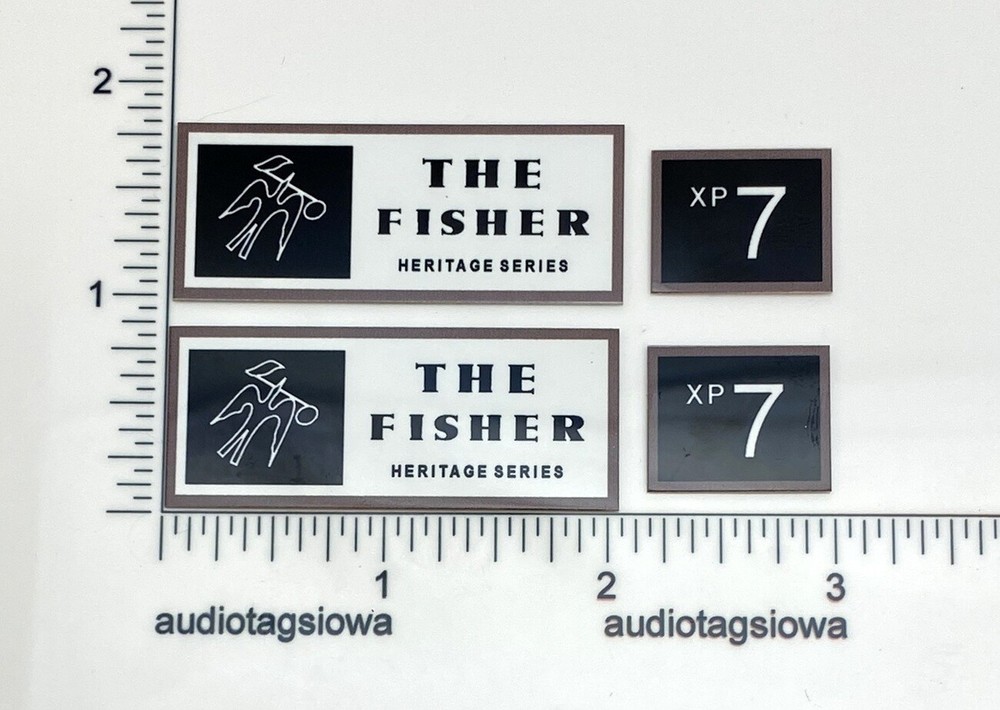 2
THE
FISHER
HERITAGE SERIES
XP 7
1
THE
FISHER
HERITAGE SERIES
XP 7
1 2 3
audiotagsiowa audiotagsiowa